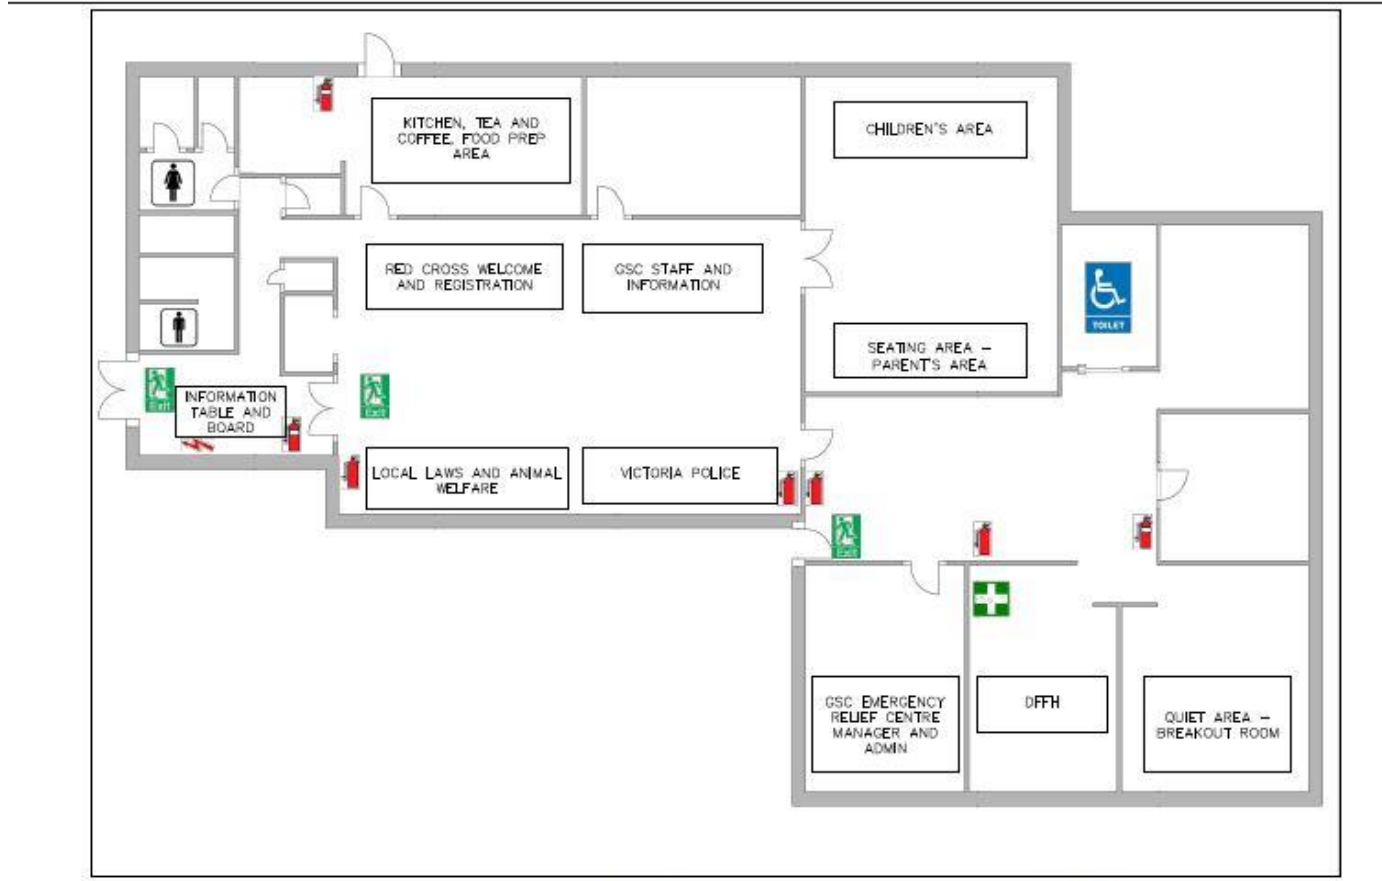 KITCHEN, TEA AND
COFFEE, FOOD PREP
AREA
CHILDREN'S AREA
RED CROSS WELCOME
AND REGISTRATION
GSC STAFF AND
INFORMATION
TOILET
SEATING AREA –
PARENT'S AREA
Exit
INFORMATION
TABLE AND
BOARD
Exit
LOCAL LAWS AND ANIMAL
WELFARE
VICTORIA POLICE
Exit
GSC EMERGENCY
RELIEF CENTRE
MANAGER AND
ADMIN
DFFH
QUIET AREA –
BREAKOUT ROOM